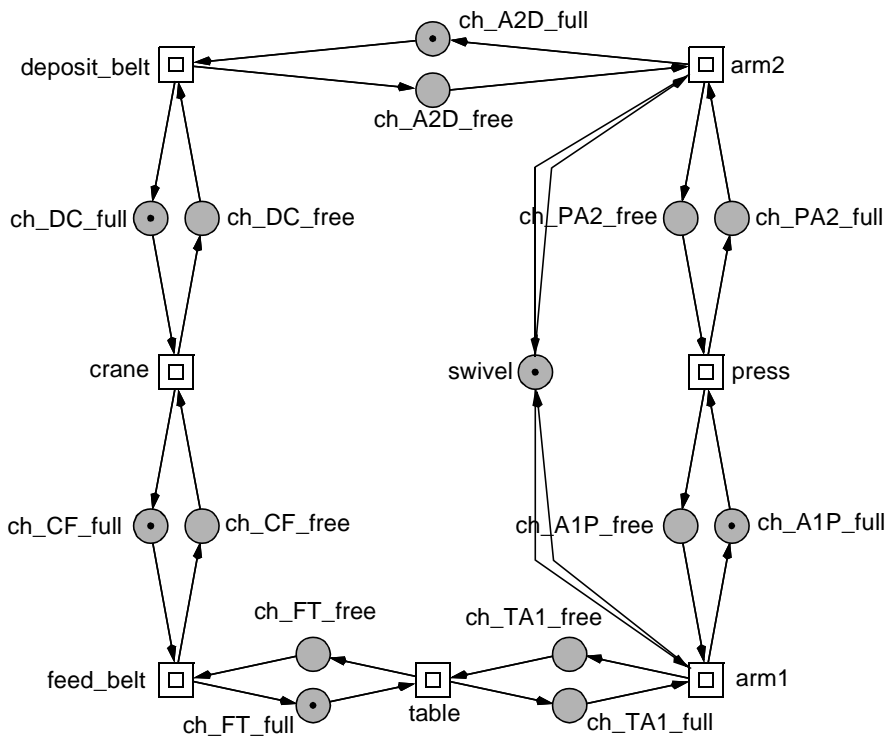 ch_A2D_full
deposit_belt
arm2
ch_A2D_free
ch_DC_full
ch_DC_free
ch_PA2_free
ch_PA2_full
crane
swivel
press
ch_CF_full
ch_CF_free
ch_A1P_free
ch_A1P_full
ch_FT_free
ch_TA1_free
feed_belt
arm1
table
ch_FT_full
ch_TA1_full